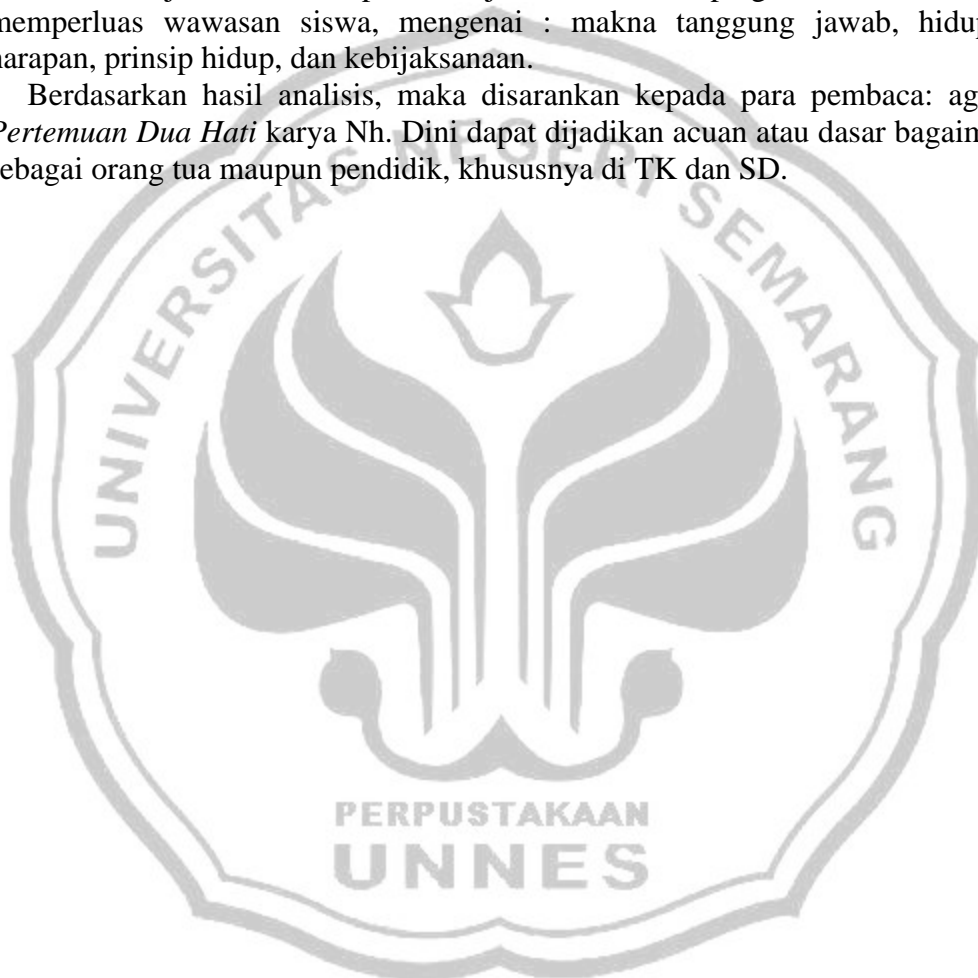 memperluas wawasan siswa, mengenai : makna tanggung jawab, hidup
harapan, prinsip hidup, dan kebijaksanaan.
Berdasarkan hasil analisis, maka disarankan kepada para pembaca:
Pertemuan Dua Hati karya Nh. Dini dapat dijadikan acuan atau dasar
sebagai orang tua maupun pendidik, khususnya di TK dan SD.
UNIVERSITAS NEGERI SEMARANG
PERPUSTAKAAN
UNNES